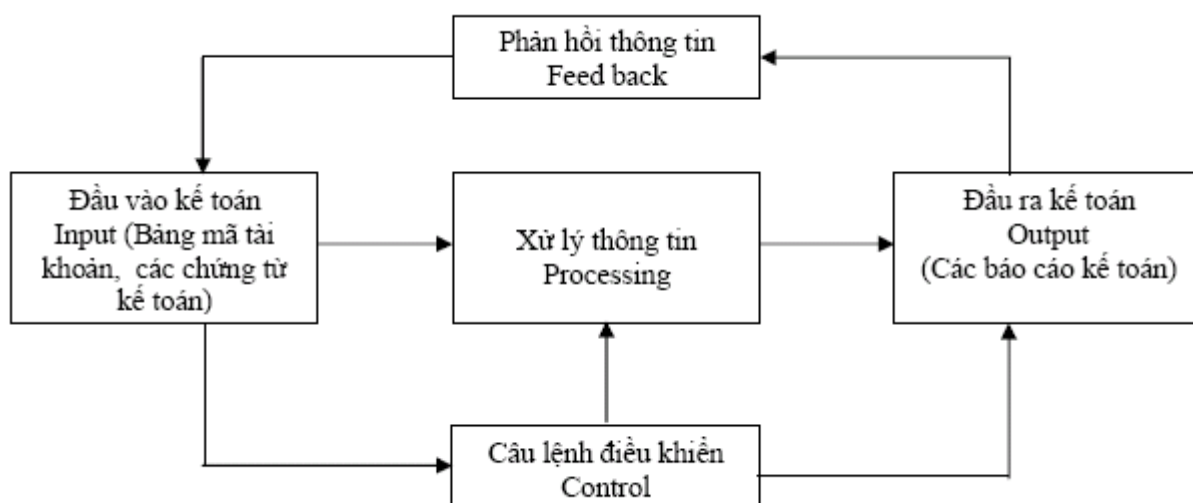 Phản hồi thông tin
Feed back
Đầu vào kế toán
Input (Bảng mã tài
khoản, các chứng từ
kế toán)
Xử lý thông tin
Processing
Đầu ra kế toán
Output
(Các báo cáo kế toán)
Câu lệnh điều khiển
Control